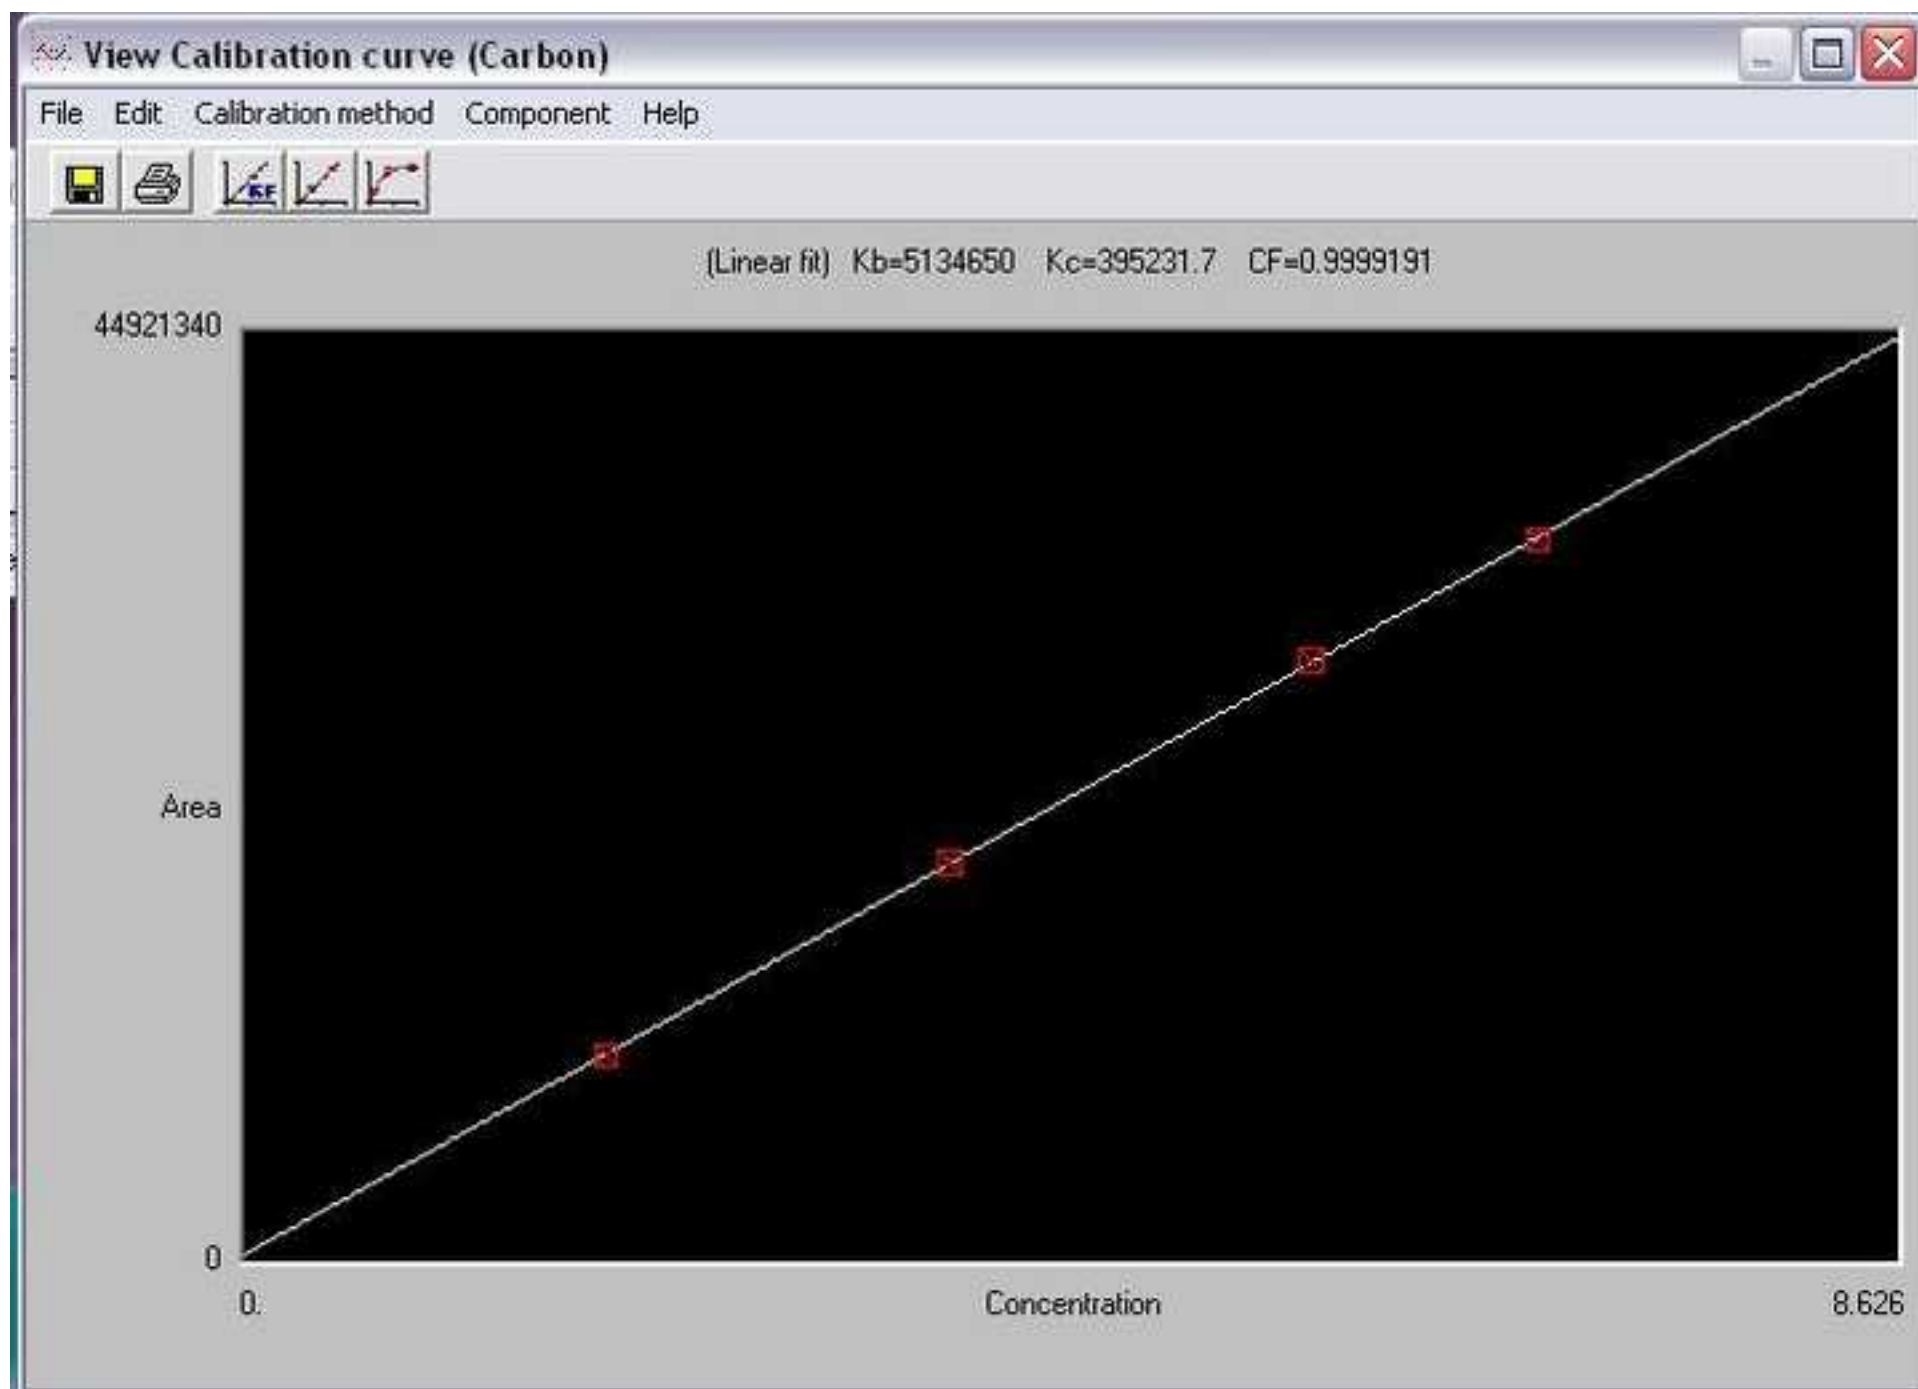 View Calibration curve (Carbon)
File Edit Calibration method Component Help
KF
(Linear fit) Kb=5134650 Kc=395231.7 CF=0.9999191
44921340
Area
0
0. Concentration 8.626